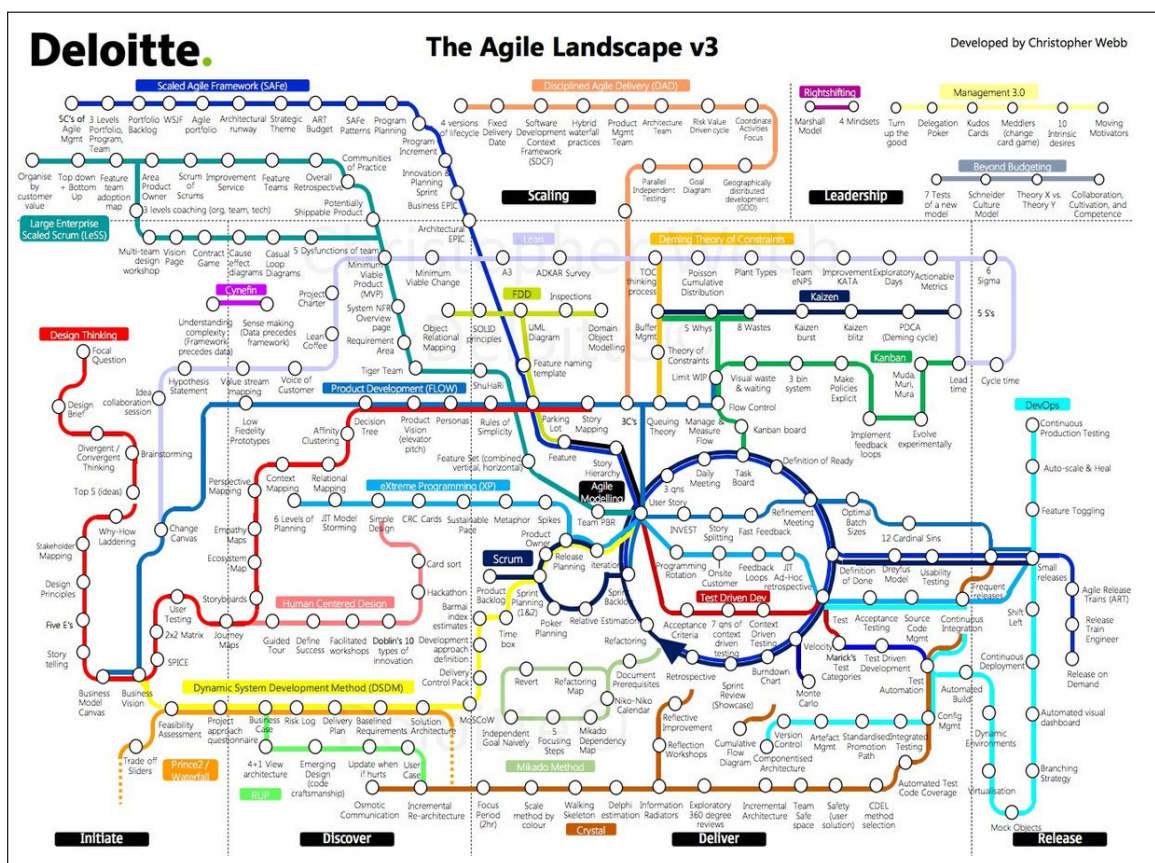 Deloitte.
The Agile Landscape v3
Developed by Christopher Webb
Scaled Agile Framework (SAFe)
5C's of
Agile Mgmt
3 Levels
Portfolio,
Program, Team
Portfolio
Backlog
WSJF
Agile
portfolio
Architectural
runway
Strategic
Theme
ART
Budget
SAFe
Patterns
Program
Planning
Program
Increment
Innovation &
Planning
Sprint
Business EPIC
Architectural
EPIC
Disciplined Agile Delivery (DAD)
4 versions
of lifecycle
Fixed
Delivery
Date
Software
Development
Context
Framework
(SDCF)
Hybrid
waterfall
practices
Product
Mgmt
Team
Architecture
Team
Risk Value
Driven cycle
Coordinate
Activities
Focus
Parallel
Independent
Testing
Goal
Diagram
Geographically
distributed
development
(GDD)
Scaling
Rightshifting
Marshall
Model
4 Mindsets
Management 3.0
Turn
up the
good
Delegation
Poker
Kudos
Cards
Meddlers
(change
card game)
10
Intrinsic
desires
Moving
Motivators
Beyond Budgeting
7 Tests
of a new
model
Schneider
Culture
Model
Theory X vs.
Theory Y
Collaboration,
Cultivation, and
Competence
Leadership
Organise
by customer
value
Top down
+ Bottom
Up
Feature
team
adoption
map
Area
Product
Owner
Scrum of
Scrums
Improvement
Service
Feature
Teams
Overall
Retrospective
Communities
of Practice
Potentially
Shippable Product
3 levels coaching (org, team, tech)
Large Enterprise
Scaled Scrum (LeSS)
Multi-team
design
workshop
Vision
Page
Contract
Game
Cause
effect
diagrams
Casual
Loop
Diagrams
5 Dysfunctions of team
Minimum
Viable
Product
(MVP)
System NFR
Overview
page
Requirement
Area
Tiger Team
ShuHaRi
Lean
Minimum
Viable Change
A3
ADKAR Survey
Project
Charter
Lean
Coffee
Voice of
Customer
Value stream
mapping
Hypothesis
Statement
Idea
collaboration
session
Cynefin
Understanding
complexity
(Framework
precedes data)
Sense making
(Data precedes
framework)
Deming Theory of Constraints
TOC
thinking
process
Poisson
Cumulative
Distribution
Plant Types
Team
eNPS
Improvement
KATA
Exploratory
Days
Actionable
Metrics
6
Sigma
5 S's
Cycle time
Lead
time
Buffer
Mgmt
Theory of
Constraints
Kaizen
5 Whys
8 Wastes
Kaizen
burst
Kaizen
blitz
PDCA
(Deming cycle)
Kanban
Limit WIP
Visual waste
& waiting
3 bin
system
Make
Policies
Explicit
Implement
Feedback
loops
Evolve
experimentally
Muda,
Muri,
Mura
Flow Control
Kanban board
FDD
Object
Relational
Mapping
SOLID
principles
UML
Diagram
Inspections
Domain
Object
Modelling
Feature naming
template
Parking
Lot
Feature
Story
Hierarchy
Agile
Modelling
Product Development (FLOW)
Low
Fiedelity
Prototypes
Decision
Tree
Product
Vision
(elevator
pitch)
Personas
Rules of
Simplicity
Story
Mapping
3C's
Queuing
Theory
Manage &
Measure
Flow
Feature Set (combined
vertical, horizontal)
Team PBR
Design Thinking
Focal
Question
Design
Brief
Divergent /
Convergent
Thinking
Brainstorming
Top 5 (ideas)
Why-How
Laddering
Change
Canvas
Stakeholder
Mapping
Design
Principles
Five E's
Story
telling
Business
Model
Canvas
Business
Vision
SPICE
2x2 Matrix
User
Testing
Journey
Maps
Storyboards
Ecosystem
Map
Empathy
Maps
Perspective
Mapping
Context
Mapping
Relational
Mapping
Affinity
Clustering
eXtreme Programming (XP)
6 Levels of
Planning
JIT Model
Storming
Simple
Design
CRC Cards
Sustainable
Page
Metaphor
Spikes
Product
Owner
Release
Planning
Iteration
Human Centered Design
Guided
Tour
Define
Success
Facilitated
workshops
Doblin's 10
types of
innovation
Hackathon
Card sort
Scrum
Product
Backlog
Sprint
Planning
(1&2)
Poker
Planning
Relative Estimation
Sprint
Backlog
User Story
3 qns
Daily
Meeting
Task
Board
Definition of Ready
Refinement
Meeting
Optimal
Batch
Sizes
12 Cardinal Sins
INVEST
Story
Splitting
Fast Feedback
Programming
Rotation
Onsite
Customer
Feedback
Loops
JIT
Ad-Hoc
retrospective
Definition
of Done
Dreyfus
Model
Usability
Testing
Frequent
releases
Small
releases
Test Driven Dev
Acceptance
Criteria
7 qns of
context
driven
testing
Context
Driven
Testing
Test
Acceptance
Testing
Source
Code
Mgmt
Continuous
Integration
Marick's
Test
Categories
Test Driven
Development
Test
Automation
Refactoring
Retrospective
Sprint
Review
(Showcase)
Burndown
Chart
Velocity
Monte
Carlo
DevOps
Continuous
Production Testing
Auto-scale & Heal
Feature Toggling
Shift
Left
Continuous
Deployment
Automated Build
Automated visual
dashboard
Dynamic
Environments
Virtualisation
Branching
Strategy
Mock Objects
Agile Release
Trains (ART)
Release
Train
Engineer
Release on
Demand
Config
Mgmt
Version
Control
Componentised
Architecture
Artefact
Mgmt
Standardised
Promotion
Path
Integrated
Testing
Automated Test
Code Coverage
Cumulative
Flow
Diagram
Dynamic System Development Method (DSDM)
Feasibility
Assessment
Project
approach
questionnaire
Business
Case
Risk Log
Delivery
Plan
Baselined
Requirements
Solution
Architecture
MoSCoW
Delivery
Control Pack
Development
approach
definition
Barmai
index
estimates
Time
box
Prince2 /
Waterfall
Trade off
Sliders
RUP
4+1 View
architecture
Emerging
Design (code
craftsmanship)
Update when
if hurts
User
Case
Mikado Method
Revert
Refactoring
Map
Document
Prerequisites
Niko-Niko
Calendar
Independent
Goal Naively
5
Focusing
Steps
Mikado
Dependency
Map
Crystal
Osmotic
Communication
Incremental
Re-architecture
Focus
Period
(2hr)
Scale
method by
colour
Walking
Skeleton
Delphi
estimation
Information
Radiators
Exploratory
360 degree
reviews
Incremental
Architecture
Team
Safe
space
Safety
(user
solution)
CDEL
method
selection
Reflective
Improvement
Reflection
Workshops
Initiate
Discover
Deliver
Release